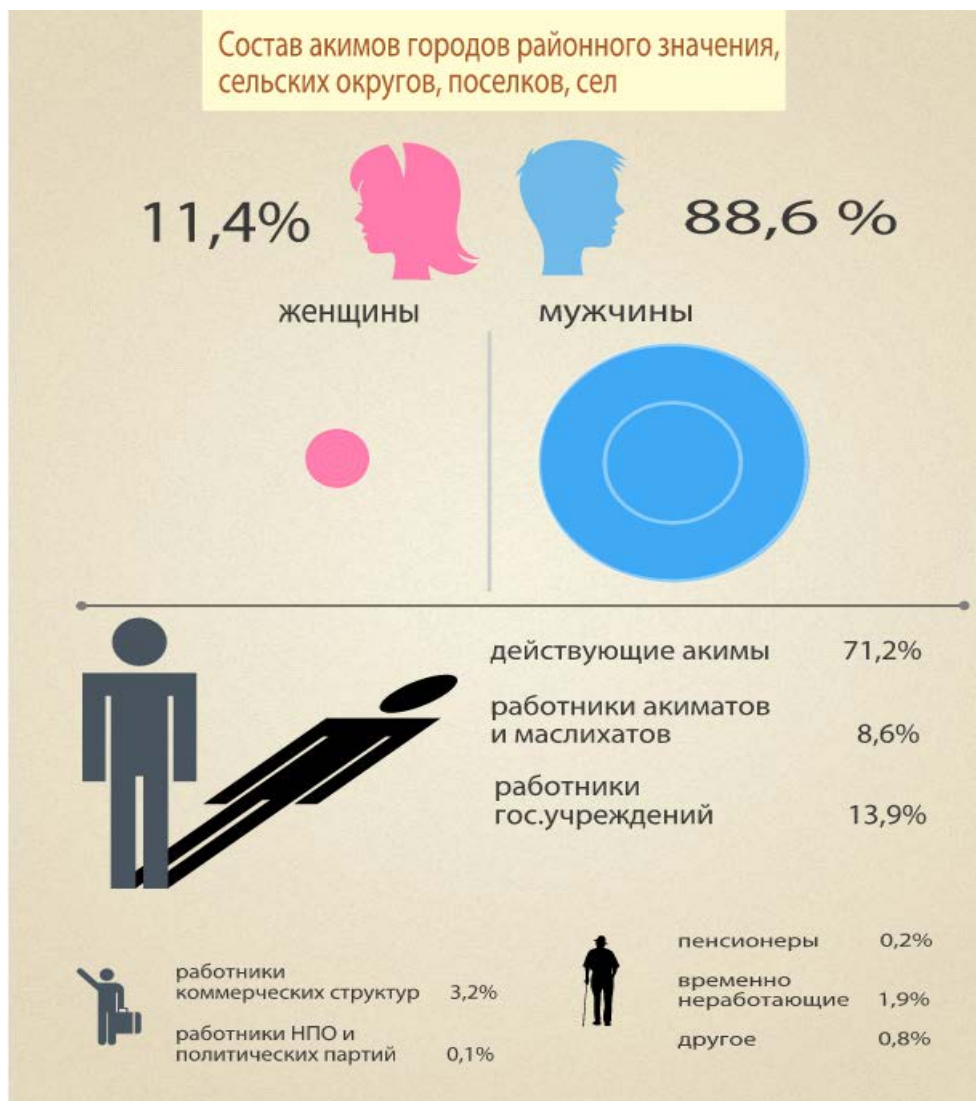 Состав акимов городов районного значения,
сельских округов, поселков, сел
11,4%
88,6 %
женщины
мужчины
действующие акимы 71,2%
работники акиматов
и маслихатов 8,6%
работники
гос.учреждений 13,9%
работники
коммерческих структур 3,2%
работники НПО и
политических партий 0,1%
пенсионеры 0,2%
временно
неработающие 1,9%
другое 0,8%